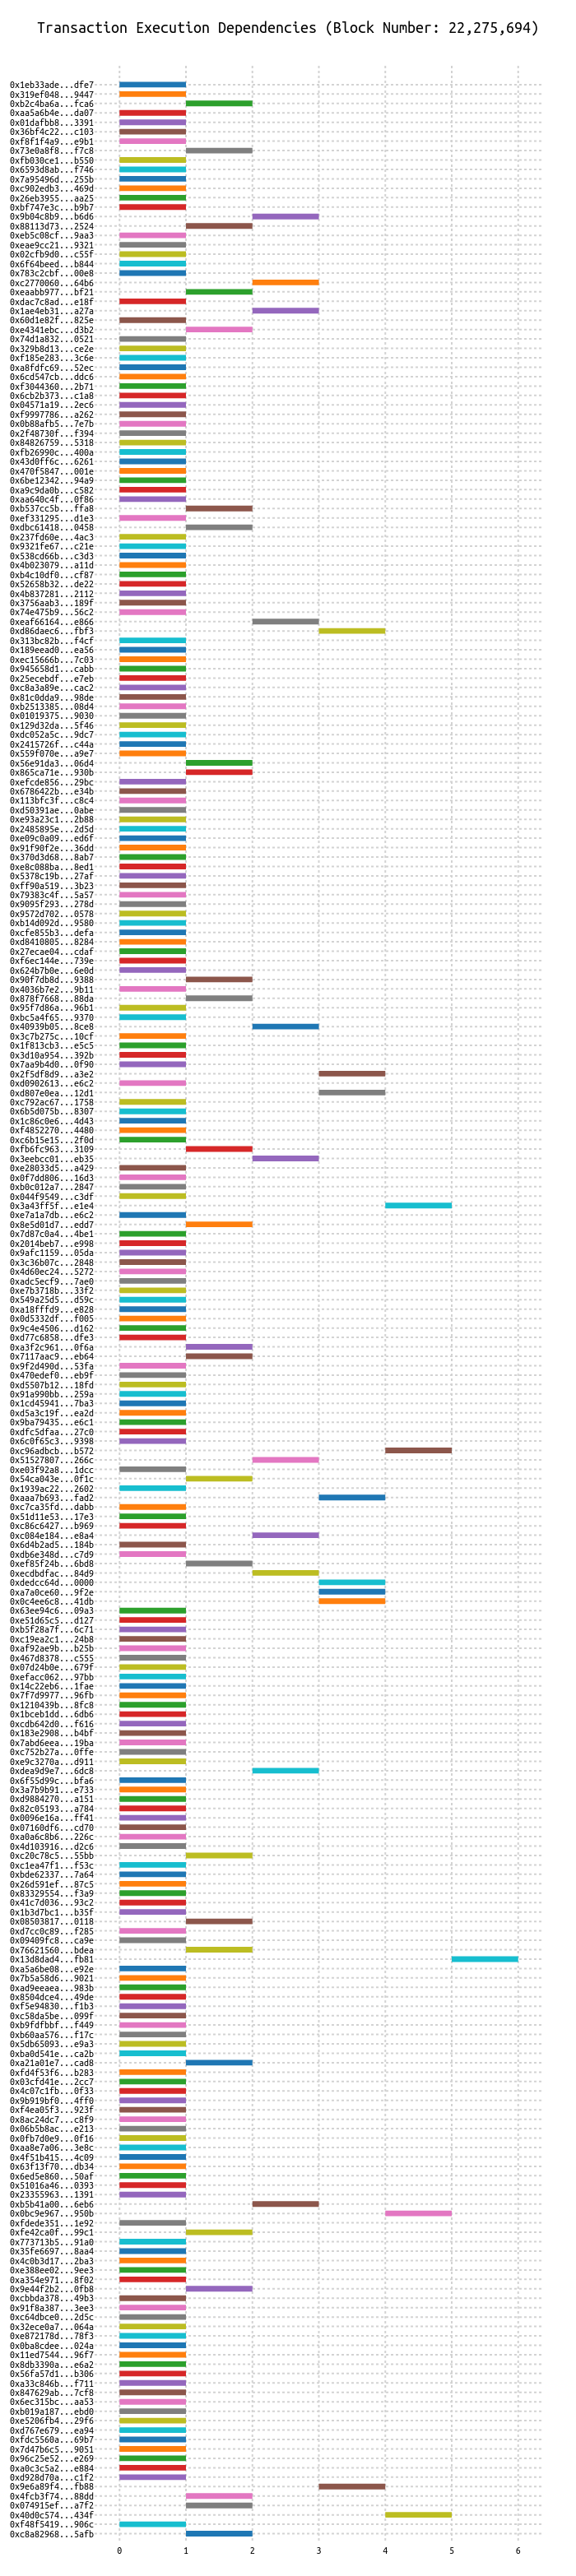 Transaction Execution Dependencies (Block Number: 22,275,694)
0x1eb33ade...dfe7
0x319ef048...9447
0xb2c4ba6a...fca6
0xaa5a6b4e...da07
0x01dafbb8...3391
0x36bf4c22...c103
0xf8f1f4a9...e9b1
0x73e0a8f8...f7c8
0xfb030ce1...b550
0x6593d8ab...f746
0x7a95496d...255b
0xc902edb3...469d
0x26eb3955...aa25
0xbf747e3c...b9b7
0x9b04c8b9...b6d6
0x88113d73...2524
0xeb5c08cf...9aa3
0xeae9cc21...9321
0x02cfb9d0...c55f
0x6f64beed...b844
0x783c2cbf...00e8
0xc2770060...64b6
0xeaabb977...bf21
0xdac7c8ad...e18f
0x1ae4eb31...a27a
0x60d1e82f...825e
0xe4341ebc...d3b2
0x74d1a832...0521
0x329b8d13...ce2e
0xf185e283...3c6e
0xa8fdfc69...52ec
0x6cd547cb...ddc6
0xf3044360...2b71
0x6cb2b373...c1a8
0x04571a19...2ec6
0xf9997786...a262
0x0b88afb5...7e7b
0x2f48730f...f394
0x84826759...5318
0xfb26990c...400a
0x43d0ff6c...6261
0x470f5847...001e
0x6be12342...94a9
0xa9c9da0b...c582
0xaa640c4f...0f86
0xb537cc5b...ffa8
0xef331295...d1e3
0xdbc61418...0458
0x237fd60e...4ac3
0x9321fe67...c21e
0x538cd66b...c3d3
0x4b023079...a11d
0xb4c10df0...cf87
0x52658b32...de22
0x4b837281...2112
0x3756aab3...189f
0x74e475b9...56c2
0xeaf66164...e866
0xd86daec6...fbf3
0x313bc82b...f4cf
0x189eead0...ea56
0xec15666b...7c03
0x945658d1...cabb
0x25ecebdf...e7eb
0xc8a3a89e...cac2
0x81c0dda9...98de
0xb2513385...08d4
0x01019375...9030
0x129d32da...5f46
0xdc052a5c...9dc7
0x2415726f...c44a
0x559f070e...a9e7
0x56e91da3...06d4
0x865ca71e...930b
0xefcde856...29bc
0x6786422b...e34b
0x113bfc3f...c8c4
0xd50391ae...0abe
0xe93a23c1...2b88
0x2485895e...2d5d
0xe09c0a09...ed6f
0x91f90f2e...36dd
0x370d3d68...8ab7
0xe8c088ba...8ed1
0x5378c19b...27af
0xff90a519...3b23
0x79383c4f...5a57
0x9095f293...278d
0x9572d702...0578
0xb14d092d...9580
0xcfe855b3...defa
0xd8410805...8284
0x27ecae04...cdaf
0xf6ec144e...739e
0x624b7b0e...6e0d
0x90f7db8d...9388
0x4036b7e2...9b11
0x878f7668...88da
0x95f7d86a...96b1
0xbc5a4f65...9370
0x40939b05...8ce8
0x3c7b275c...10cf
0x1f813cb3...e5c5
0x3d10a954...392b
0x7aa9b4d0...0f90
0x2f5df8d9...a3e2
0xd0902613...e6c2
0xd807e0ea...12d1
0xc792ac67...1758
0x6b5d075b...8307
0x1c86c0e6...4d43
0xf4852270...4480
0xc6b15e15...2f0d
0xfb6fc963...3109
0x3eebcc01...eb35
0xe28033d5...a429
0x0f7dd806...16d3
0xb0c012a7...2847
0x044f9549...c3df
0x3a43ff5f...e1e4
0xe7a1a7db...e6c2
0x8e5d01d7...edd7
0x7d87c0a4...4be1
0x2014beb7...e998
0x9afc1159...05da
0x3c36b07c...2848
0x4d60ec24...5272
0xadc5ecf9...7ae0
0xe7b3718b...33f2
0x549a25d5...d59c
0xa18fffd9...e828
0x0d5332df...f005
0x9c4e4506...d162
0xd77c6858...dfe3
0xa3f2c961...0f6a
0x7117aac9...eb64
0x9f2d490d...53fa
0x470edef0...eb9f
0xd5507b12...18fd
0x91a990bb...259a
0x1cd45941...7ba3
0xd5a3c19f...ea2d
0x9ba79435...e6c1
0xdfc5dfaa...27c0
0x6c0f65c3...9398
0xc96adbcb...b572
0x51527807...266c
0xe03f92a8...1dcc
0x54ca043e...0f1c
0x1939ac22...2602
0xaaa7b693...fad2
0xc7ca35fd...dabb
0x51d11e53...17e3
0xc86c6427...b969
0xc084e184...e8a4
0x6d4b2ad5...184b
0xdb6e348d...c7d9
0xef85f24b...6bd8
0xecdbdfac...84d9
0xdedcc64d...0000
0xa7a0ce60...9f2e
0x0c4ee6c8...41db
0x63ee94c6...09a3
0xe51d65c5...d127
0xb5f28a7f...6c71
0xc19ea2c1...24b8
0xaf92ae9b...b25b
0x467d8378...c555
0x07d24b0e...679f
0xefacc062...97bb
0x14c22eb6...1fae
0x7f7d9977...96fb
0x1210439b...8fc8
0x1bceb1dd...6db6
0xcdb642d0...f616
0x183e2908...b4bf
0x7abd6eea...19ba
0xc752b27a...0ffe
0xe9c3270a...d911
0xdea9d9e7...6dc8
0x6f55d99c...bfa6
0x3a7b9b91...e733
0xd9884270...a151
0x82c05193...a784
0x0096e16a...ff41
0x07160df6...cd70
0xa0a6c8b6...226c
0x4d103916...d2c6
0xc20c78c5...55bb
0xc1ea47f1...f53c
0xbde62337...7a64
0x26d591ef...87c5
0x83329554...f3a9
0x41c7d036...93c2
0x1b3d7bc1...b35f
0x08503817...0118
0xd7cc0c89...f285
0x09409fc8...ca9e
0x76621560...bdea
0x13d8dad4...fb81
0xa5a6be08...e92e
0x7b5a58d6...9021
0xad9eeaea...983b
0x8504dce4...49de
0xf5e94830...f1b3
0xc58da5be...099f
0xb9fdfbbf...f449
0xb60aa576...f17c
0x5db65093...e9a3
0xba0d541e...ca2b
0xa21a01e7...cad8
0xfd4f53f6...b283
0x03cfd41e...2cc7
0x4c07c1fb...0f33
0x9b919bf0...4ff0
0xf4ea05f3...923f
0x8ac24dc7...c8f9
0x06b5b8ac...e213
0x0fb7d0e9...0f16
0xaa8e7a06...3e8c
0x4f51b415...4c09
0x63f13f70...db34
0x6ed5e860...50af
0x51016a46...0393
0x23355963...1391
0xb5b41a00...6eb6
0x0bc9e967...950b
0xfdede351...1e92
0xfe42ca0f...99c1
0x773713b5...91a0
0x35fe6697...8aa4
0x4c0b3d17...2ba3
0xe388ee02...9ee3
0xa354e971...8f02
0x9e44f2b2...0fb8
0xcbbda378...49b3
0x91f8a387...3ee3
0xc64dbce0...2d5c
0x32ece0a7...064a
0xe872178d...78f3
0x0ba8cdee...024a
0x11ed7544...96f7
0x8db3390a...e6a2
0x56fa57d1...b306
0xa33c846b...f711
0x847629ab...7cf8
0x6ec315bc...aa53
0xb019a187...ebd0
0xe5206fb4...29f6
0xd767e679...ea94
0xfdc5560a...69b7
0x7d47b6c5...9051
0x96c25e52...e269
0xa0c3c5a2...e884
0xd928d70a...c1f2
0x9e6a89f4...fb88
0x4fcb3f74...88dd
0x074915ef...a7f2
0x40d0c574...434f
0xf48f5419...906c
0xc8a82968...5afb
0 1 2 3 4 5 6